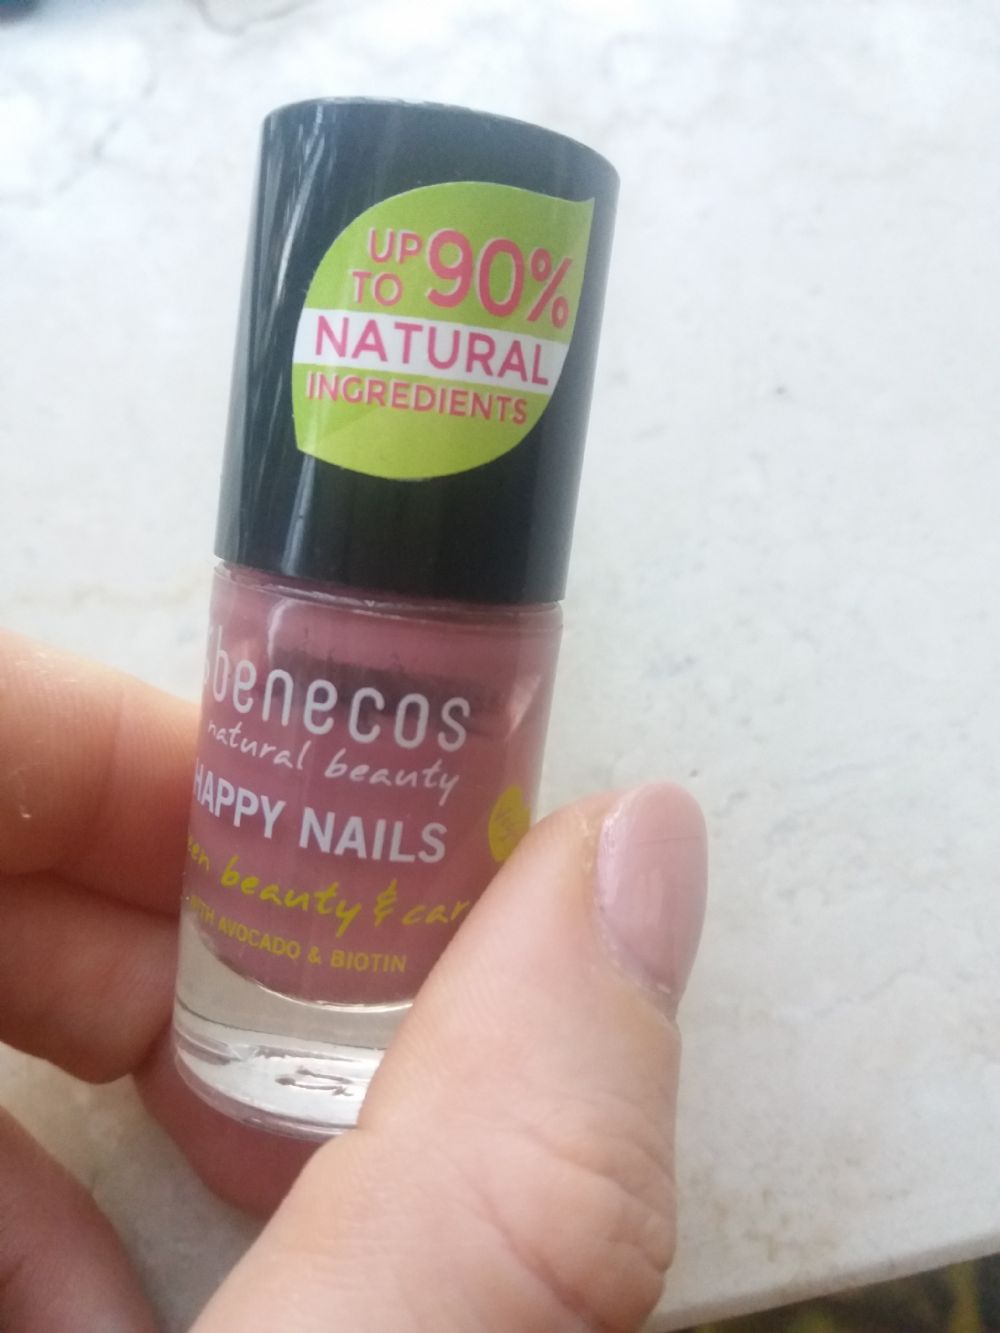 UP TO 90%
NATURAL
INGREDIENTS
benecos
natural beauty
HAPPY NAILS
beauty &
WITH AVOCADO & BIOTIN